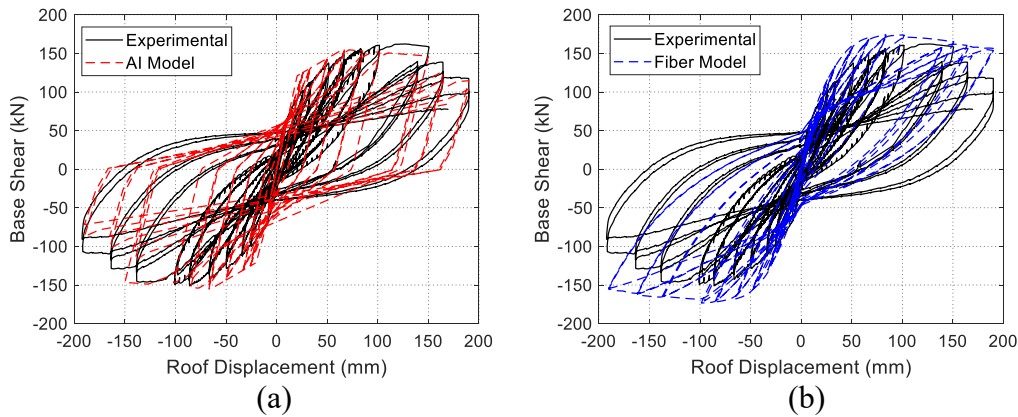 Experimental
AI Model
200
150
100
50
0
-50
-100
-150
-200
Base Shear (kN)
-200 -150 -100 -50 0 50 100 150 200
Roof Displacement (mm)
(a)
Experimental
Fiber Model
200
150
100
50
0
-50
-100
-150
-200
Base Shear (kN)
-200 -150 -100 -50 0 50 100 150 200
Roof Displacement (mm)
(b)